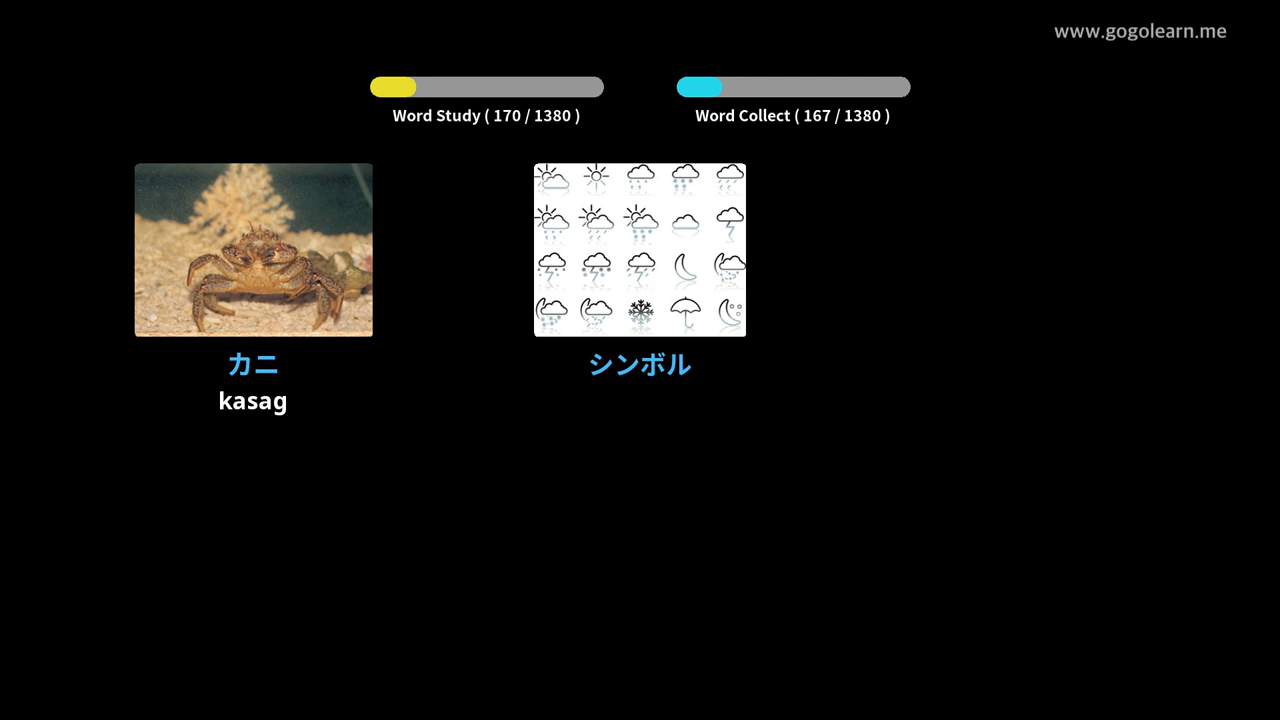 www.gogolearn.me
Word Study ( 170 / 1380 )
Word Collect ( 167 / 1380 )
カニ
kasag
シンボル